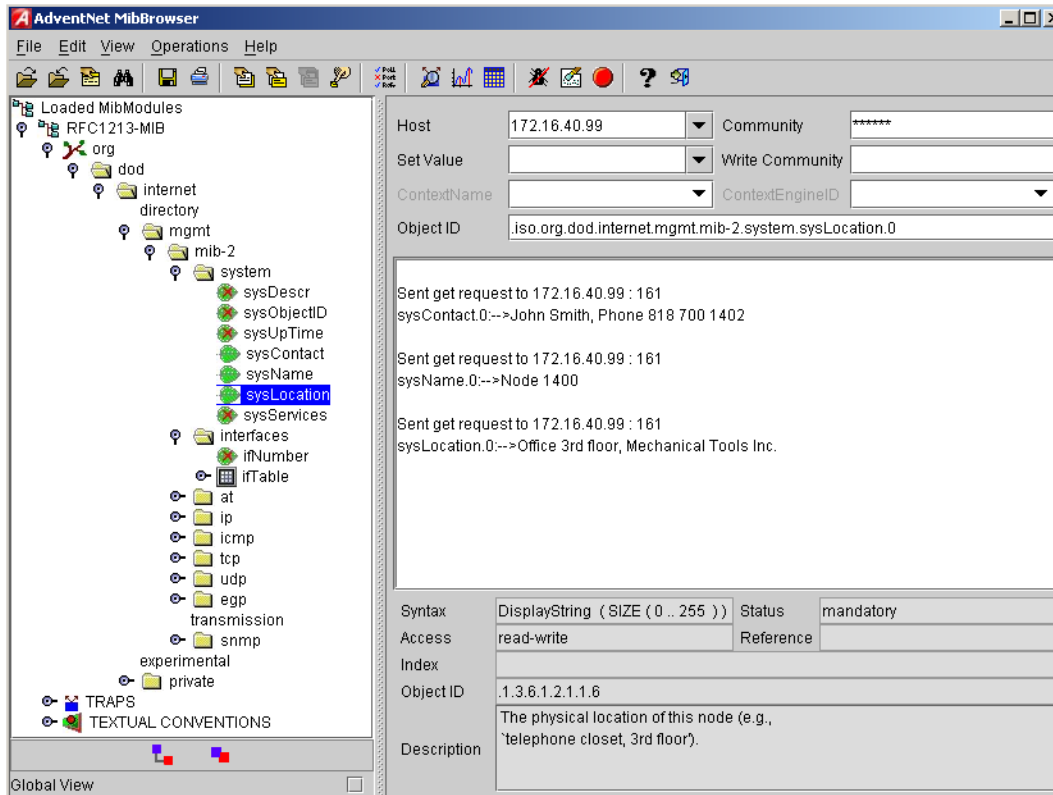 AdventNet MibBrowser
File Edit View Operations Help
Loaded MibModules
RFC1213-MIB
org
dod
internet
directory
mgmt
mib-2
system
sysDescr
sysObjectID
sysUpTime
sysContact
sysName
sysLocation
sysServices
interfaces
ifNumber
ifTable
at
ip
icmp
tcp
udp
egp
transmission
snmp
experimental
private
TRAPS
TEXTUAL CONVENTIONS
Global View
Host 172.16.40.99 Community ******
Set Value Write Community
ContextName ContextEngineID
Object ID .iso.org.dod.internet.mgmt.mib-2.system.sysLocation.0
Sent get request to 172.16.40.99 : 161
sysContact.0:-->John Smith, Phone 818 700 1402
Sent get request to 172.16.40.99 : 161
sysName.0:-->Node 1400
Sent get request to 172.16.40.99 : 161
sysLocation.0:-->Office 3rd floor, Mechanical Tools Inc.
Syntax DisplayString ( SIZE ( 0 .. 255 ) ) Status mandatory
Access read-write Reference
Index
Object ID .1.3.6.1.2.1.1.6
The physical location of this node (e.g.,
`telephone closet, 3rd floor').
Description